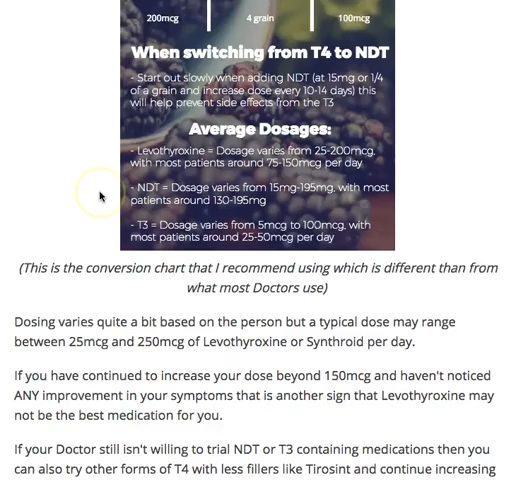 200mcg 4 grain 100mcg
When switching from T4 to NDT
- Start out slowly when adding NDT (at 15mg or 1/4
of a grain and increase dose every 10-14 days) this
will help prevent side effects from the T3
Average Dosages:
- Levothyroxine = Dosage varies from 25-200mcg,
with most patients around 75-150mcg per day
- NDT = Dosage varies from 15mg-195mg, with most
patients around 130-195mg
- T3 = Dosage varies from 5mcg to 100mcg, with
most patients around 25-50mcg per day
(This is the conversion chart that I recommend using which is different than from
what most Doctors use)
Dosing varies quite a bit based on the person but a typical dose may range
between 25mcg and 250mcg of Levothyroxine or Synthroid per day.
If you have continued to increase your dose beyond 150mcg and haven't noticed
ANY improvement in your symptoms that is another sign that Levothyroxine may
not be the best medication for you.
If your Doctor still isn't willing to trial NDT or T3 containing medications then you
can also try other forms of T4 with less fillers like Tirosint and continue increasing